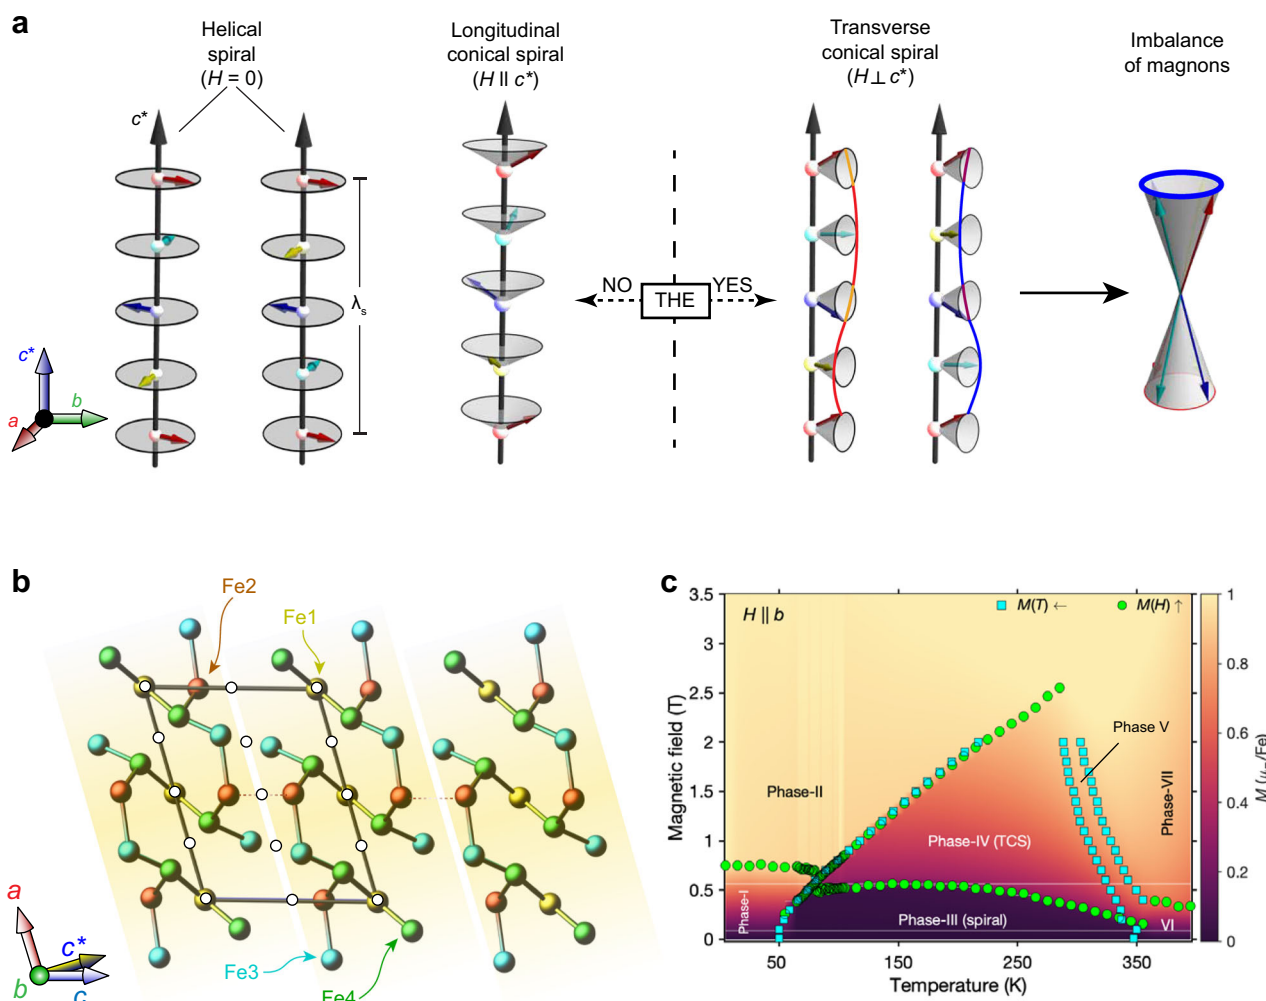 a
Helical
spiral
(H = 0)
Longitudinal
conical spiral
(H || c*)
Transverse
conical spiral
(H ⊥ c*)
Imbalance
of magnons
c*
λs
NO
THE
YES
c*
b
a
b
Fe2
Fe1
Fe3
Fe4
a
c*
b
c
c
H || b
M(T) ←
M(H) ↑
Phase-II
Phase V
Phase-VII
Phase-IV (TCS)
Phase-I
Phase-III (spiral)
VI
Magnetic field (T)
3.5
3
2.5
2
1.5
1
0.5
0
50
150
250
350
Temperature (K)
1
0.8
0.6
0.4
0.2
0